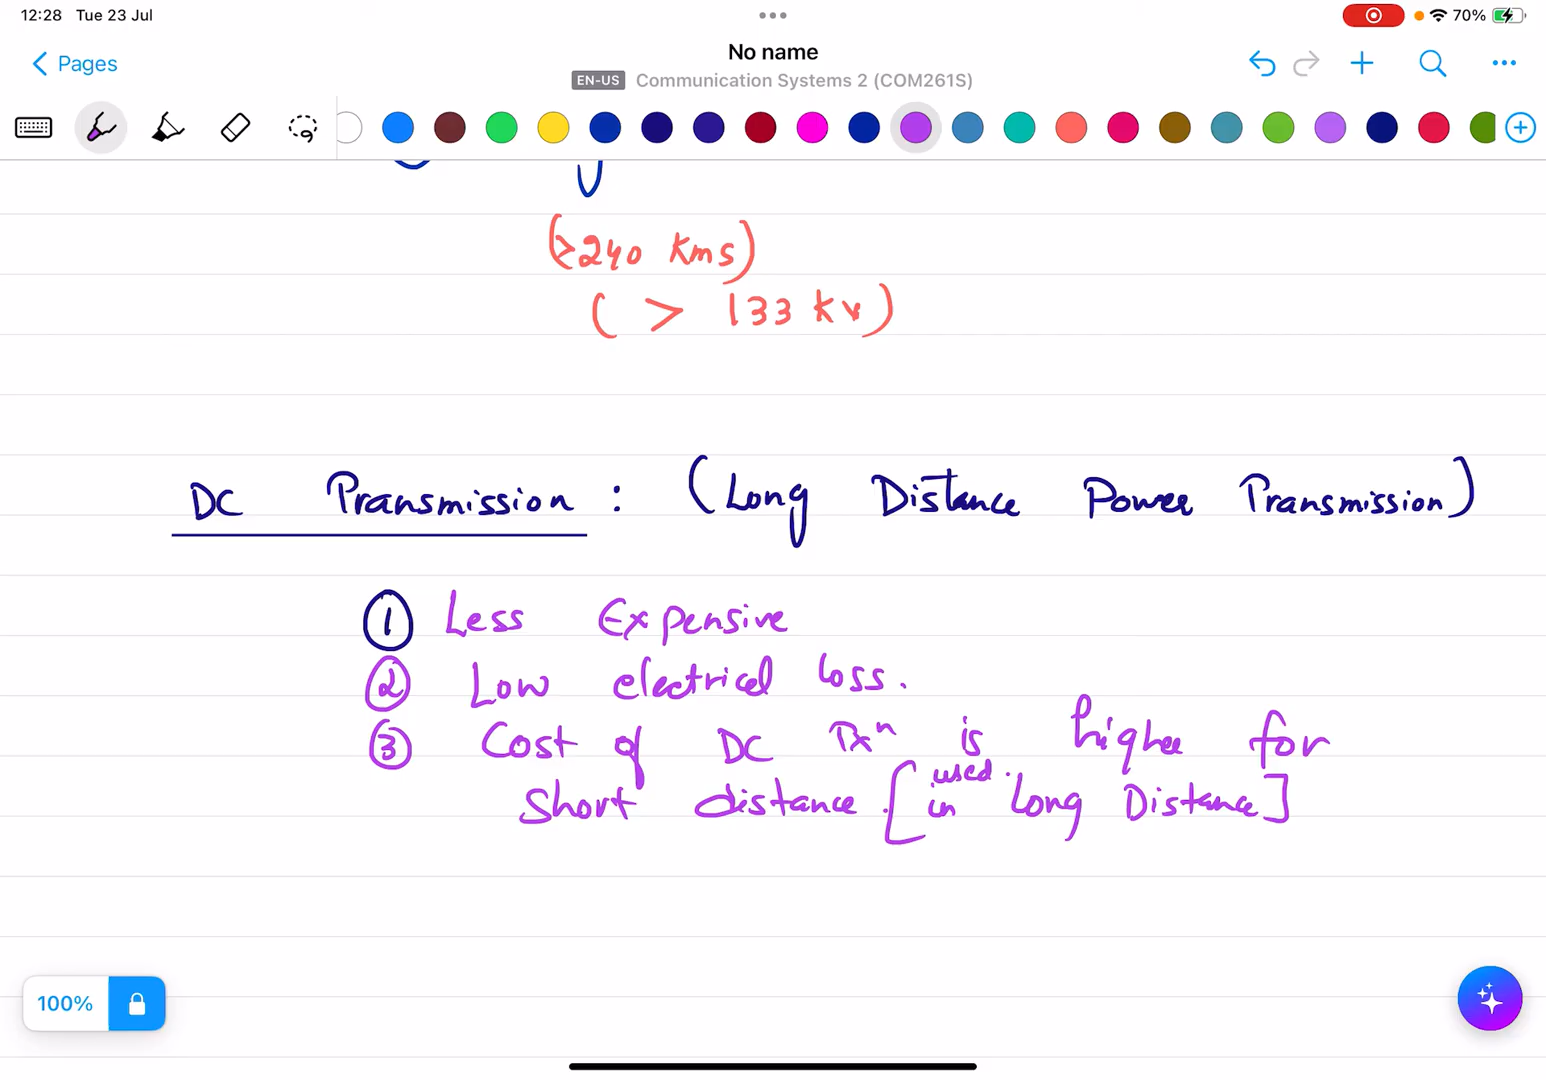 12:28 Tue 23 Jul
70%
Pages
No name
EN-US Communication Systems 2 (COM261S)
(>240 Kms)
( > 133 kv)
DC Transmission : (Long Distance Power Transmission)
1 Less Expensive
2 Low electrical loss.
3 Cost of DC Txn is higher for
short distance. [in used Long Distance]
100%